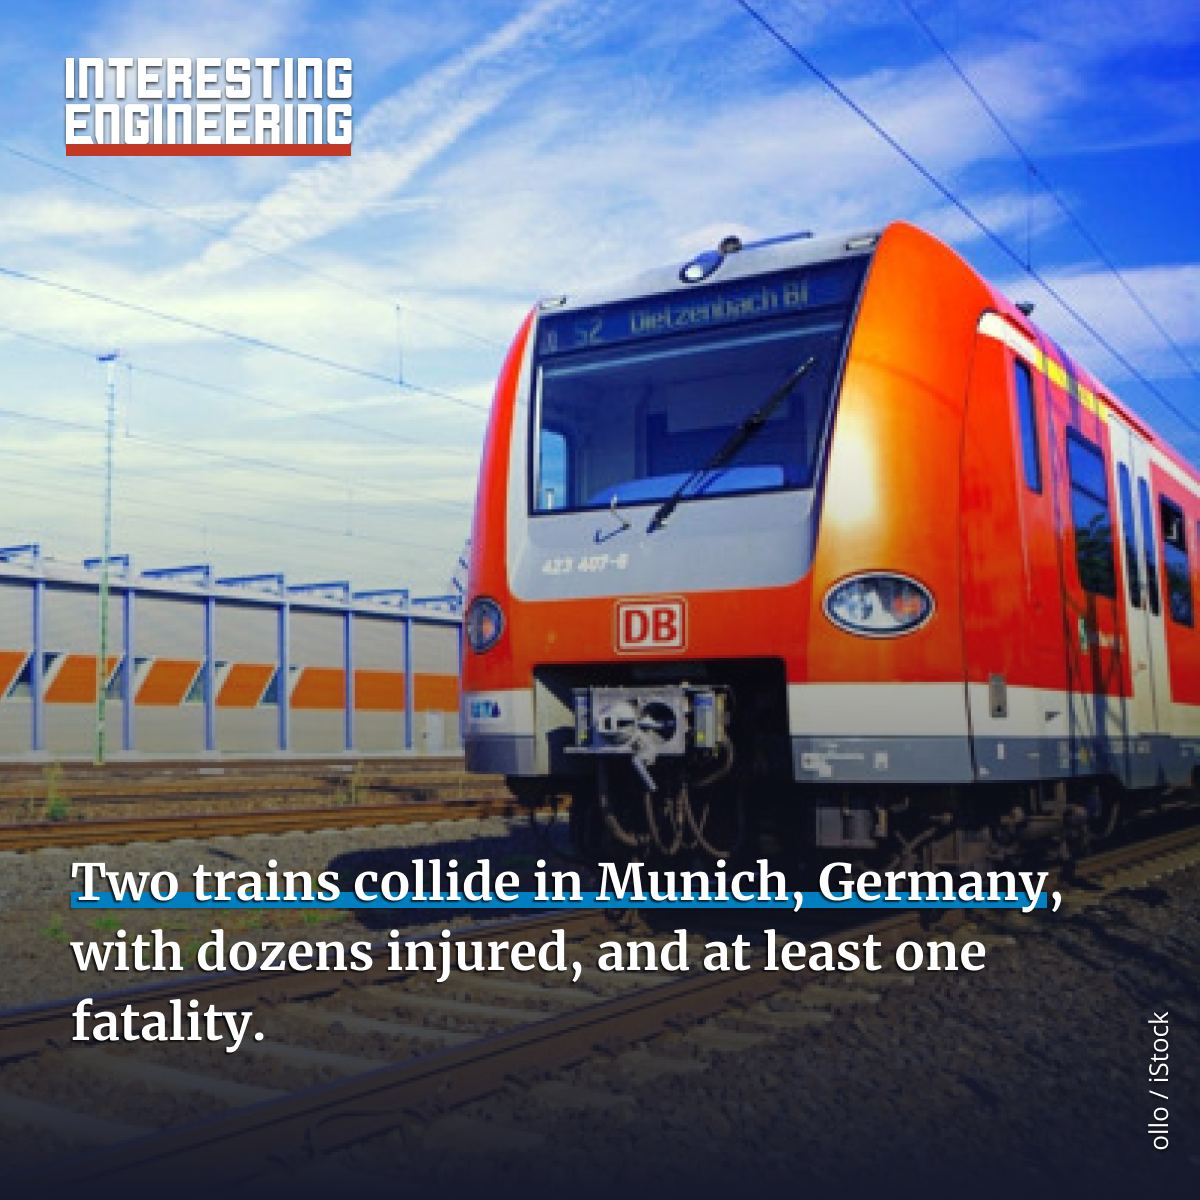 INTERESTING
ENGINEERING
S2 Dietzenbach Bf
423 407-6
DB
Two trains collide in Munich, Germany,
with dozens injured, and at least one
fatality.
ollo / iStock